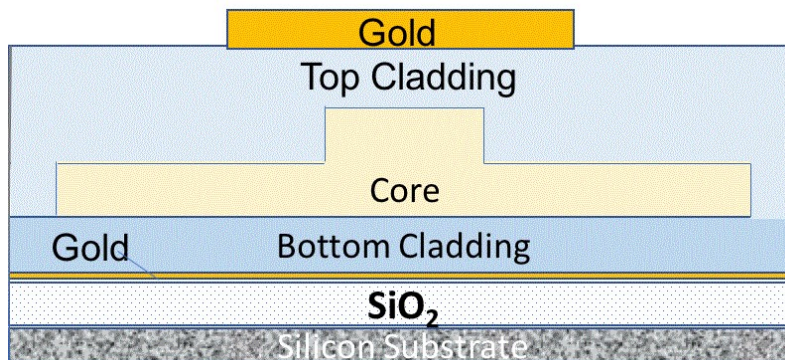 Gold
Top Cladding
Core
Gold
Bottom Cladding
SiO₂
Silicon Substrate